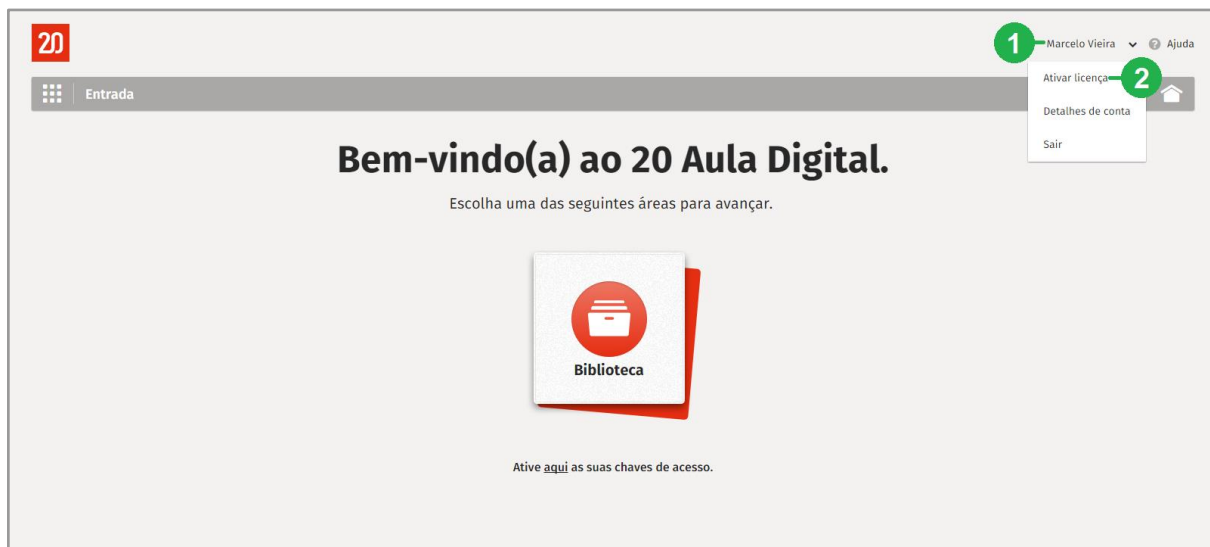 20
1 Marcelo Vieira Ajuda
Ativar licença 2
Entrada
Detalhes de conta
Sair
Bem-vindo(a) ao 20 Aula Digital.
Escolha uma das seguintes áreas para avançar.
Biblioteca
Ative aqui as suas chaves de acesso.